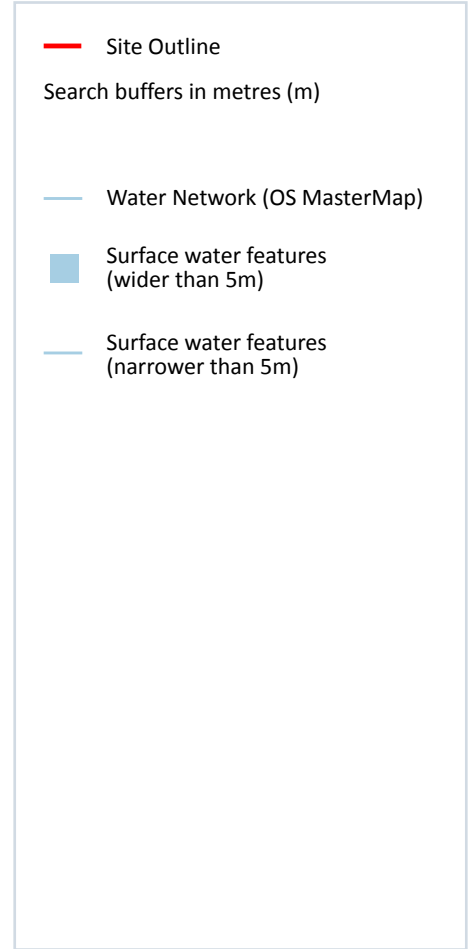 Site Outline
Search buffers in metres (m)
Water Network (OS MasterMap)
Surface water features
(wider than 5m)
Surface water features
(narrower than 5m)